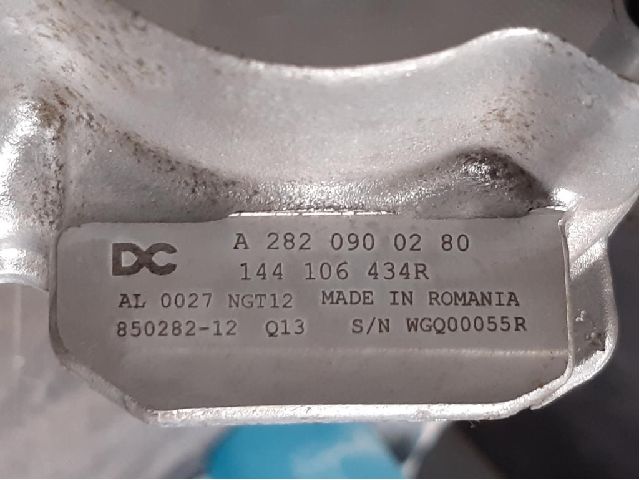 DC
A 282 090 02 80
144 106 434R
AL 0027 NGT12 MADE IN ROMANIA
850282-12 Q13 S/N WGQ00055R